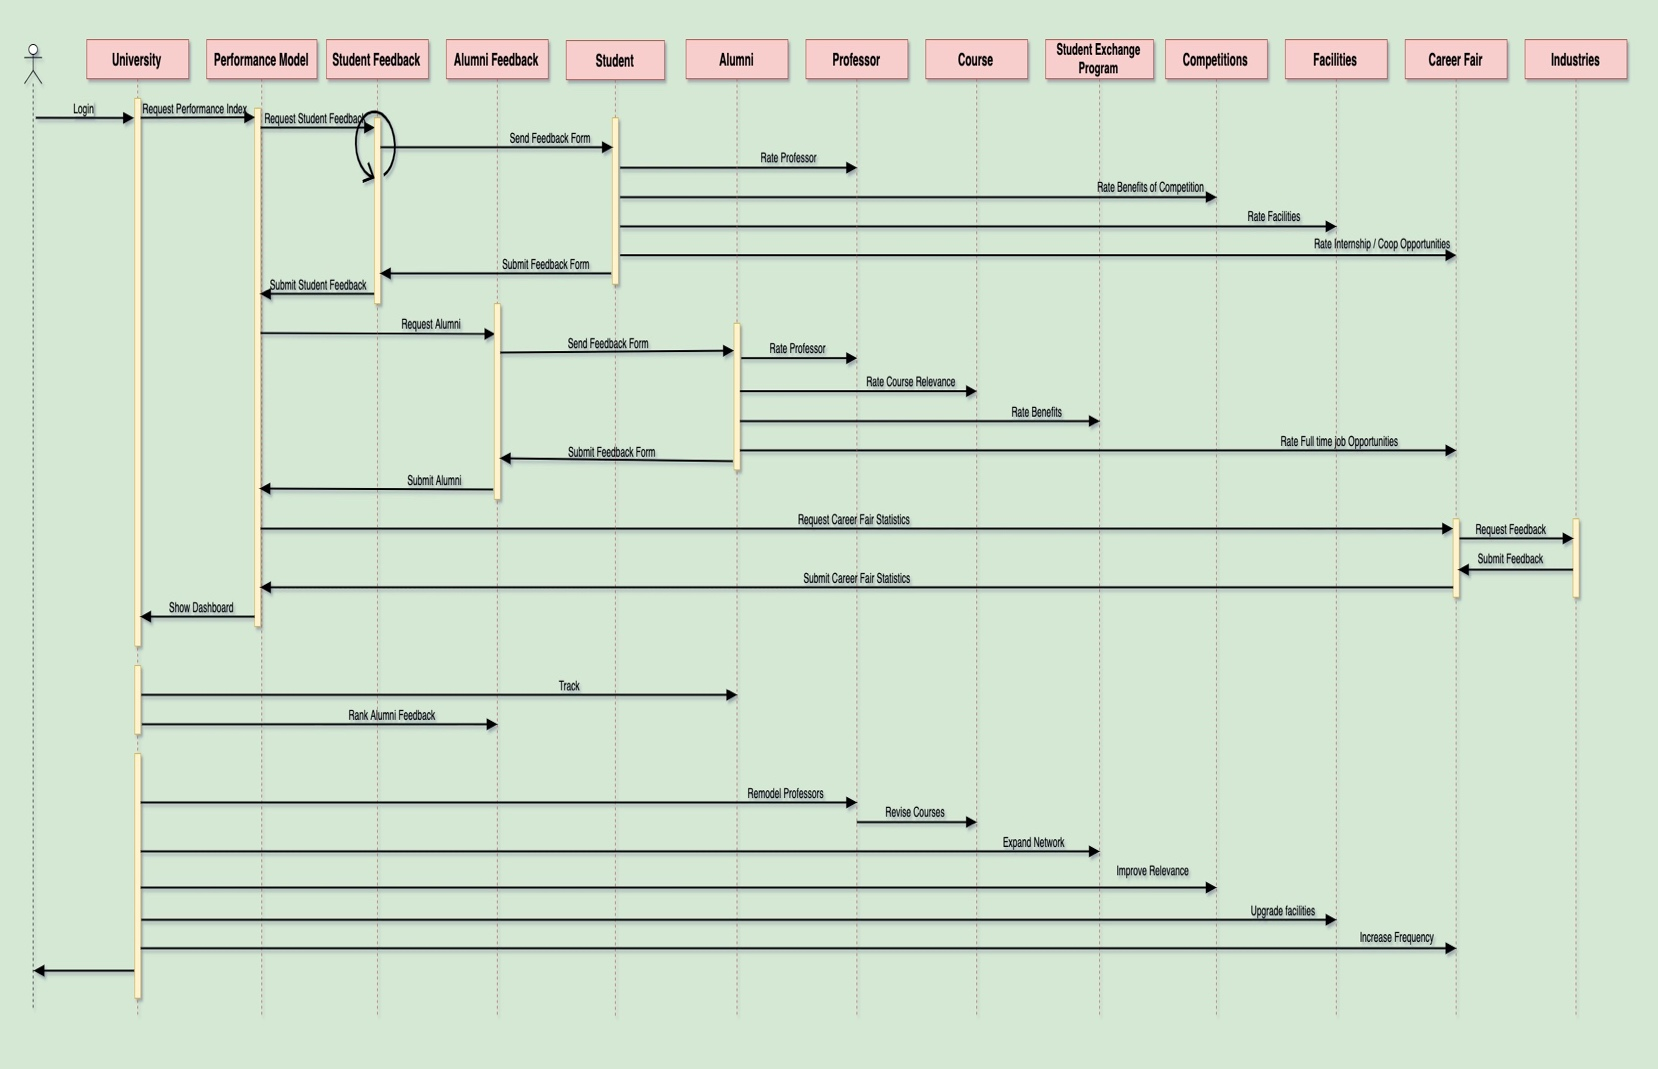 University
Performance Model
Student Feedback
Alumni Feedback
Student
Alumni
Professor
Course
Student Exchange
Program
Competitions
Facilities
Career Fair
Industries
Login
Request Performance Index
Request Student Feedback
Send Feedback Form
Rate Professor
Rate Benefits of Competition
Rate Facilities
Rate Internship / Coop Opportunities
Submit Feedback Form
Submit Student Feedback
Request Alumni
Send Feedback Form
Rate Professor
Rate Course Relevance
Rate Benefits
Rate Full time job Opportunities
Submit Feedback Form
Submit Alumni
Request Career Fair Statistics
Request Feedback
Submit Feedback
Submit Career Fair Statistics
Show Dashboard
Track
Rank Alumni Feedback
Remodel Professors
Revise Courses
Expand Network
Improve Relevance
Upgrade facilities
Increase Frequency